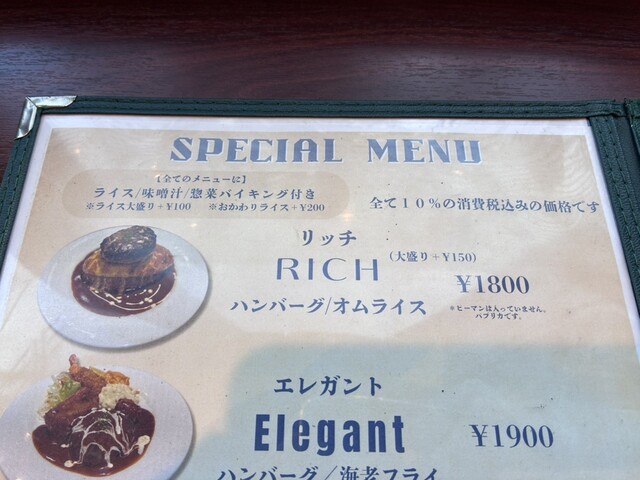 SPECIAL MENU
【全てのメニューに】
ライス/味噌汁/惣菜バイキング付き
※ライス大盛り+¥100 ※おかわりライス+¥200
全て10%の消費税込みの価格です
リッチ
RICH
(大盛り+¥150)
¥1800
ハンバーグ/オムライス
※ピーマンは入っていません。
パプリカです。
エレガント
Elegant
¥1900
ハンバーグ/海老フライ